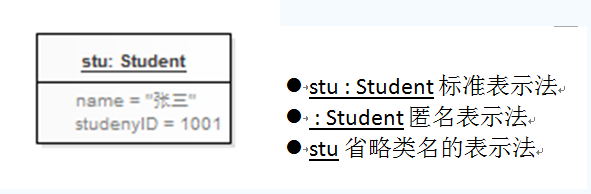 stu: Student
name = "张三"
studenyID = 1001
●stu : Student 标准表示法
● : Student 匿名表示法
●stu 省略类名的表示法